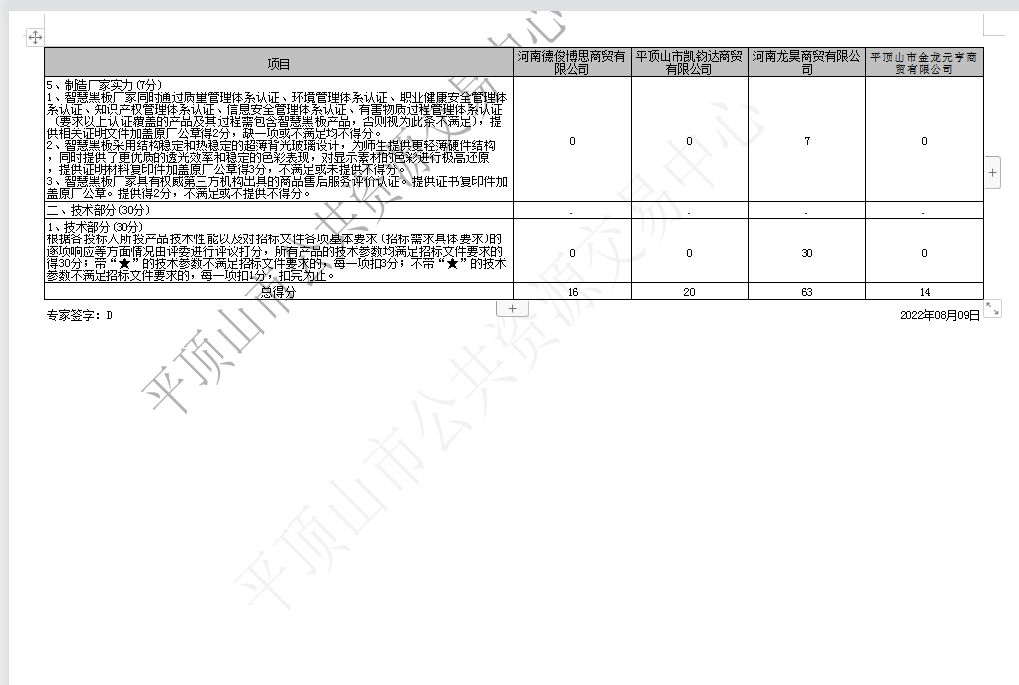 项目
河南德俊博思商贸有
限公司
平顶山市凯钧达商贸
有限公司
河南龙昊商贸有限公
司
平顶山市金龙元亨商
贸有限公司
5、制造厂家实力(7分)
1、智慧黑板厂家同时通过质量管理体系认证、环境管理体系认证、职业健康安全管理体
系认证、知识产权管理体系认证、信息安全管理体系认证、有害物质过程管理体系认证
(要求以上认证覆盖的产品及其过程需包含智慧黑板产品，否则视为此条不满足)，提
供相关证明文件加盖原厂公章得2分，缺一项或不满足均不得分。
2、智慧黑板采用结构稳定和热稳定的超薄背光玻璃设计，为师生提供更轻薄硬件结构
，同时提供了更优质的透光效率和稳定的色彩表现，对显示素材的色彩进行极高还原
，提供证明材料复印件加盖原厂公章得3分，不满足或未提供不得分。
3、智慧黑板厂家具有权威第三方机构出具的商品售后服务评价认证。提供证书复印件加
盖原厂公章。提供得2分，不满足或不提供不得分。
0
0
7
0
二、技术部分(30分)
.
.
.
.
1、技术部分(30分)
根据各投标人所投产品技术性能以及对招标文件各项基本要求(招标需求具体要求)的
逐项响应等方面情况由评委进行评议打分，所有产品的技术参数均满足招标文件要求的
得30分；带“★”的技术参数不满足招标文件要求的，每一项扣3分；不带“★”的技术
参数不满足招标文件要求的，每一项扣1分，扣完为止。
0
0
30
0
总得分
16
20
63
14
专家签字：D
2022年08月09日
平顶山市公共资源交易中心
平顶山市公共资源交易中心